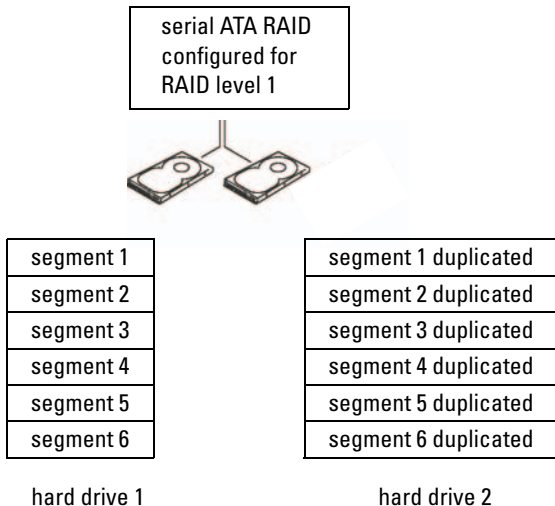 serial ATA RAID
configured for
RAID level 1
segment 1
segment 2
segment 3
segment 4
segment 5
segment 6
hard drive 1
segment 1 duplicated
segment 2 duplicated
segment 3 duplicated
segment 4 duplicated
segment 5 duplicated
segment 6 duplicated
hard drive 2